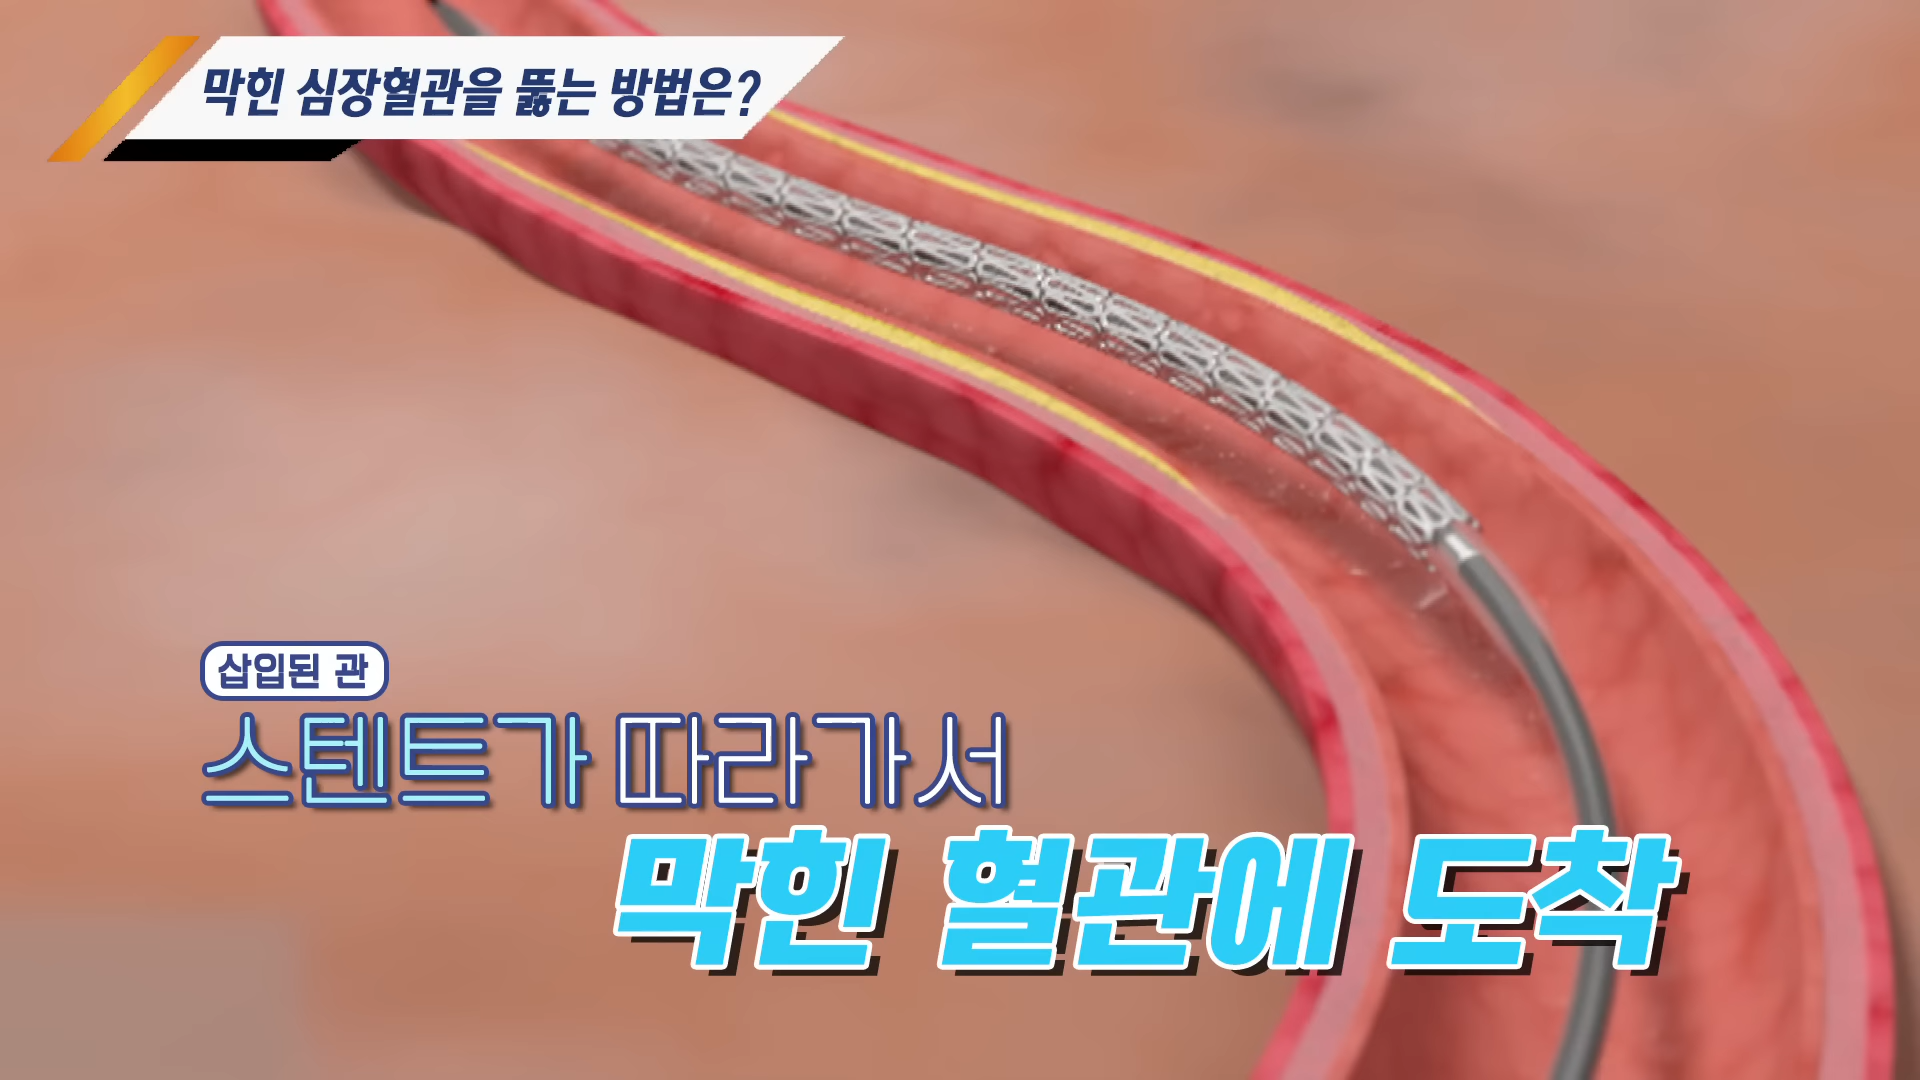 막힌 심장혈관을 뚫는 방법은?
삽입된 관
스텐트가 따라가서
막힌 혈관에 도착